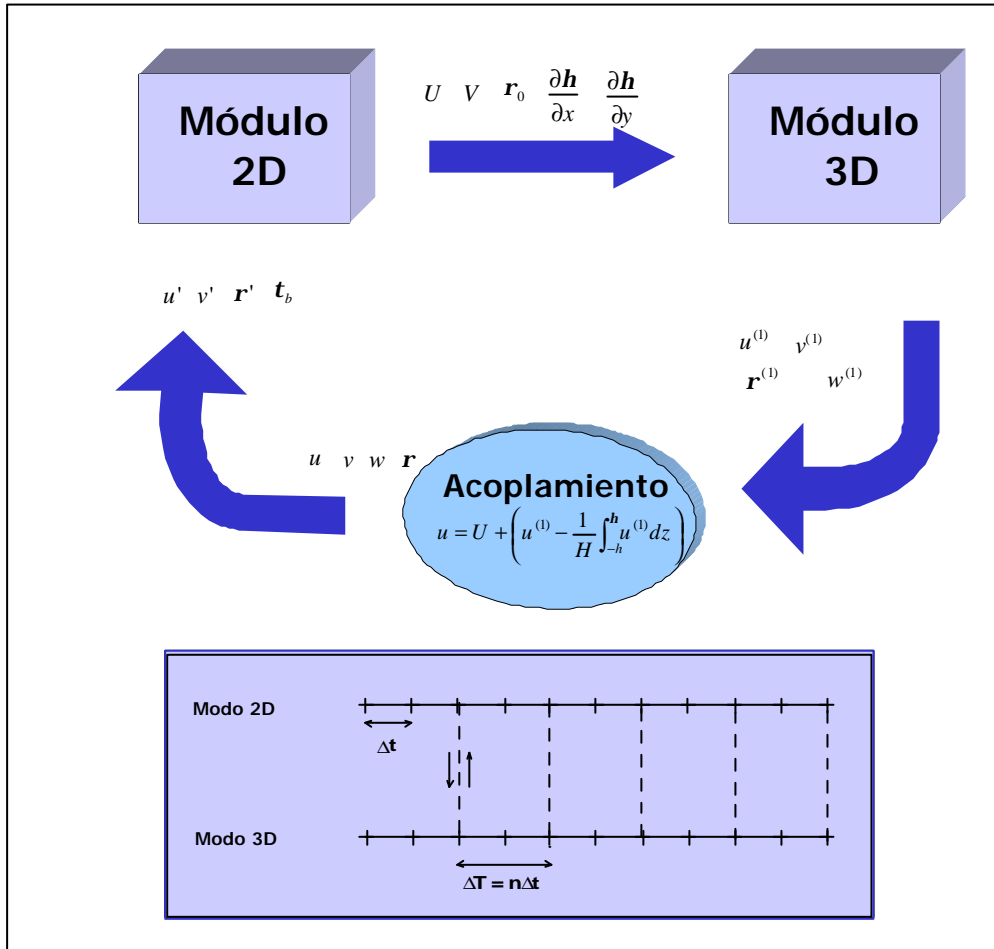 Módulo
2D
U V r₀ ∂h/∂x ∂h/∂y
Módulo
3D
u' v' r' t_b
u⁽¹⁾ v⁽¹⁾
r⁽¹⁾ w⁽¹⁾
u v w r
Acoplamiento
u = U + (u⁽¹⁾ − 1/H ∫₋ₕ^h u⁽¹⁾ dz)
Modo 2D
Δt
Modo 3D
ΔT = nΔt